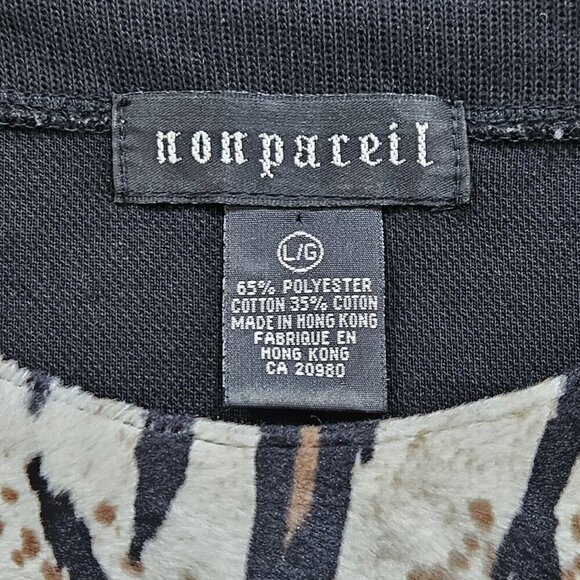 nonpareil
L/G
65% POLYESTER
COTTON 35% COTON
MADE IN HONG KONG
FABRIQUE EN
HONG KONG
CA 20980